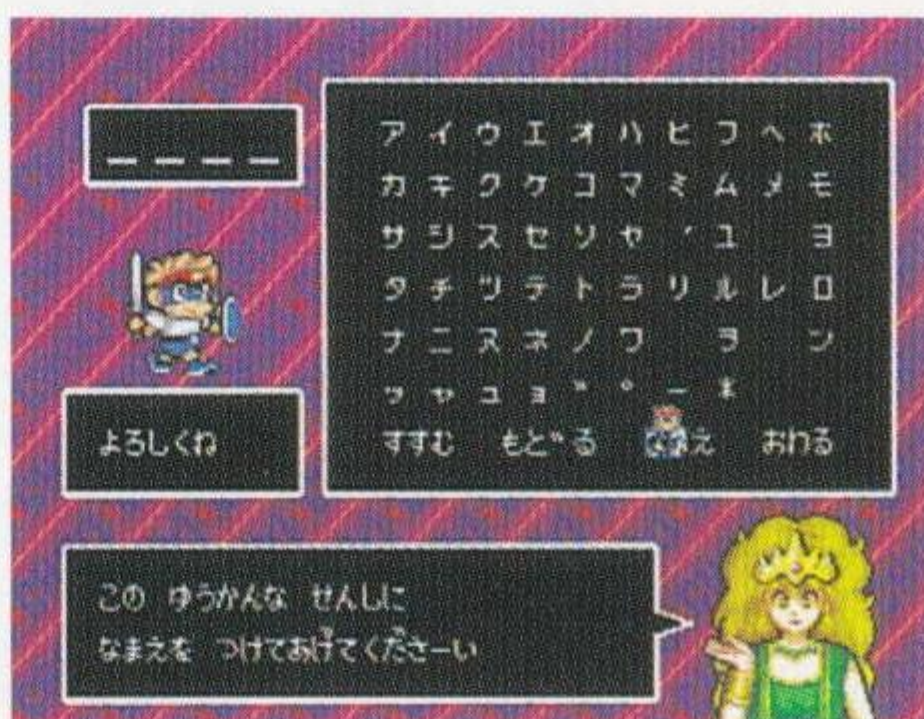 ____
ア イ ウ エ オ ハ ヒ フ ヘ ホ
カ キ ク ケ コ マ ミ ム メ モ
サ シ ス セ ソ ヤ ′ ユ ヨ
タ チ ツ テ ト ラ リ ル レ ロ
ナ ニ ヌ ネ ノ ワ ヲ ン
ッ ャ ュ ョ ゛ ゜ ー
すすむ もどる なまえ おわる
よろしくね
この ゆうかんな せんしに
なまえを つけてあげてくださーい